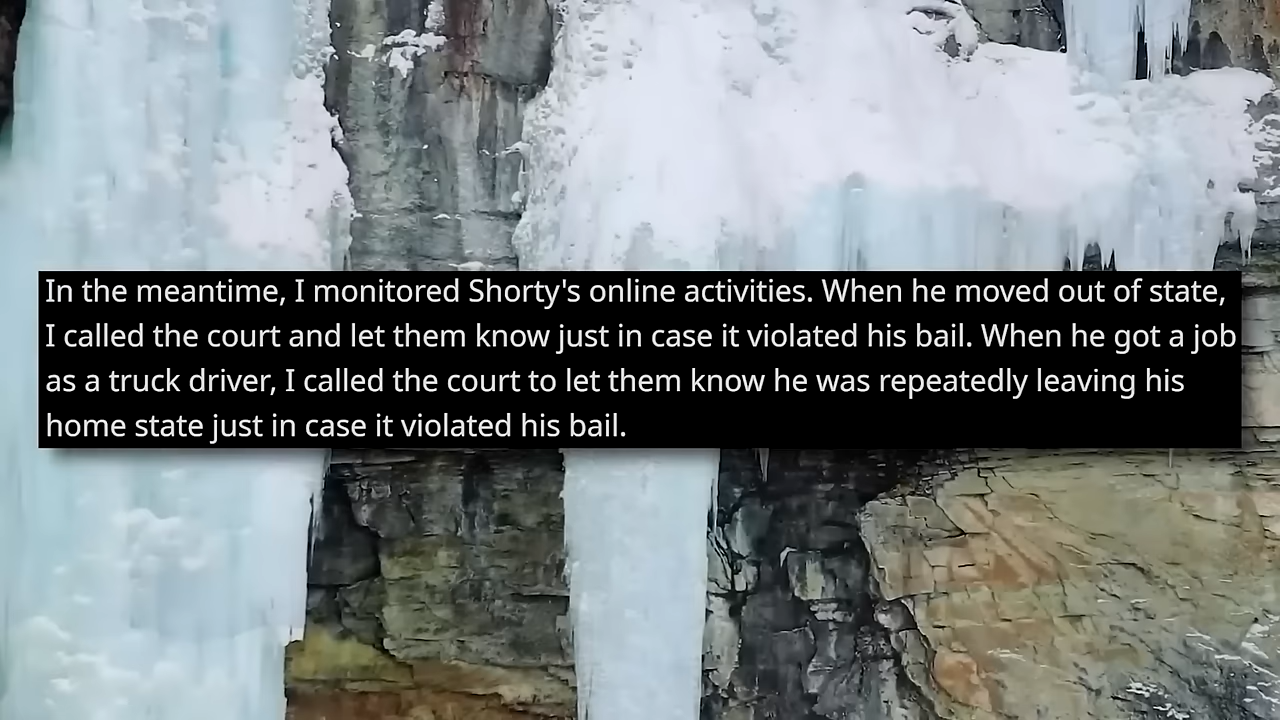 In the meantime, I monitored Shorty's online activities. When he moved out of state,
I called the court and let them know just in case it violated his bail. When he got a job
as a truck driver, I called the court to let them know he was repeatedly leaving his
home state just in case it violated his bail.